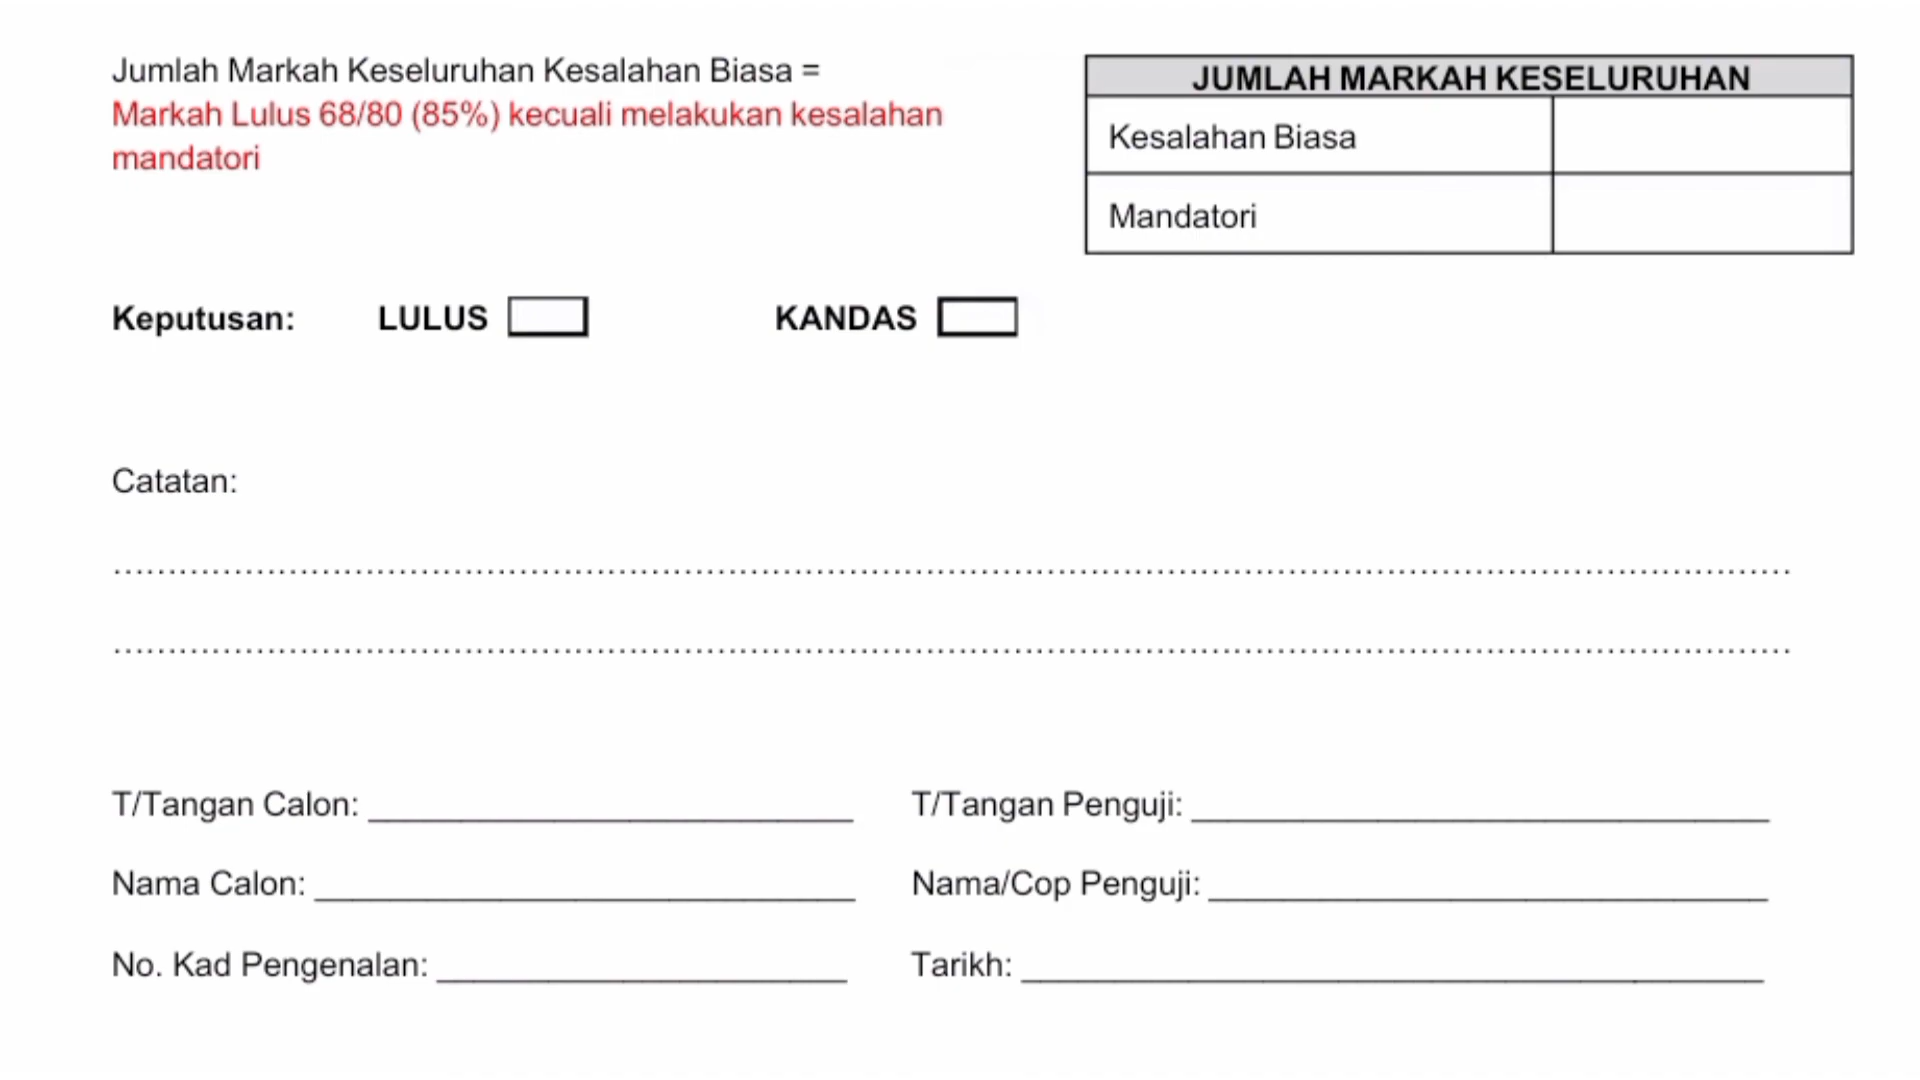 Jumlah Markah Keseluruhan Kesalahan Biasa =
Markah Lulus 68/80 (85%) kecuali melakukan kesalahan
mandatori
JUMLAH MARKAH KESELURUHAN
Kesalahan Biasa
Mandatori
Keputusan: LULUS KANDAS
Catatan:
T/Tangan Calon: T/Tangan Penguji:
Nama Calon: Nama/Cop Penguji:
No. Kad Pengenalan: Tarikh: